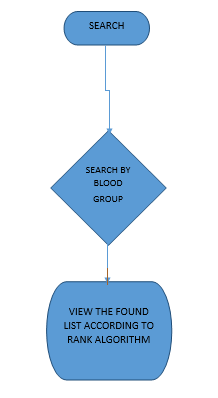 SEARCH
SEARCH BY
BLOOD
GROUP
VIEW THE FOUND
LIST ACCORDING TO
RANK ALGORITHM